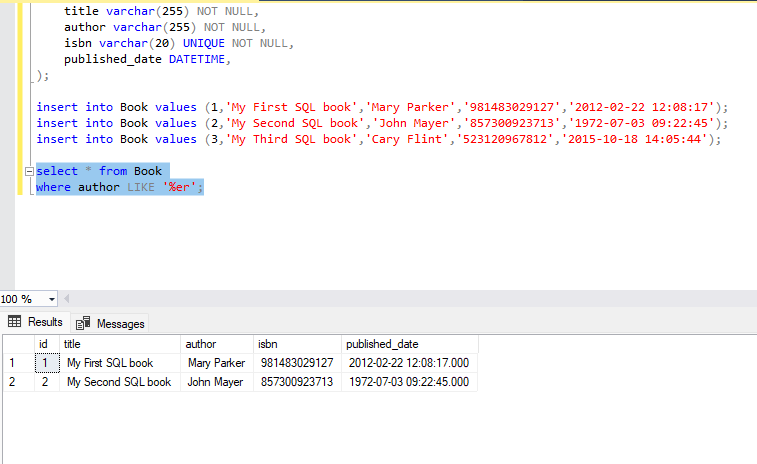 title varchar(255) NOT NULL,
author varchar(255) NOT NULL,
isbn varchar(20) UNIQUE NOT NULL,
published_date DATETIME,
);
insert into Book values (1,'My First SQL book','Mary Parker','981483029127','2012-02-22 12:08:17');
insert into Book values (2,'My Second SQL book','John Mayer','857300923713','1972-07-03 09:22:45');
insert into Book values (3,'My Third SQL book','Cary Flint','523120967812','2015-10-18 14:05:44');
select * from Book
where author LIKE '%er';
100 %
Results Messages
id title author isbn published_date
1 1 My First SQL book Mary Parker 981483029127 2012-02-22 12:08:17.000
2 2 My Second SQL book John Mayer 857300923713 1972-07-03 09:22:45.000